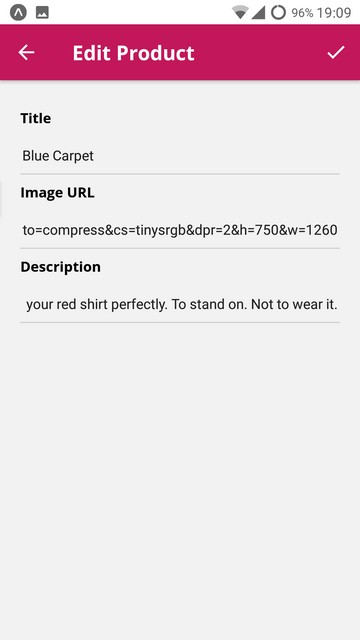 96% 19:09
Edit Product
Title
Blue Carpet
Image URL
to=compress&cs=tinysrgb&dpr=2&h=750&w=1260
Description
your red shirt perfectly. To stand on. Not to wear it.